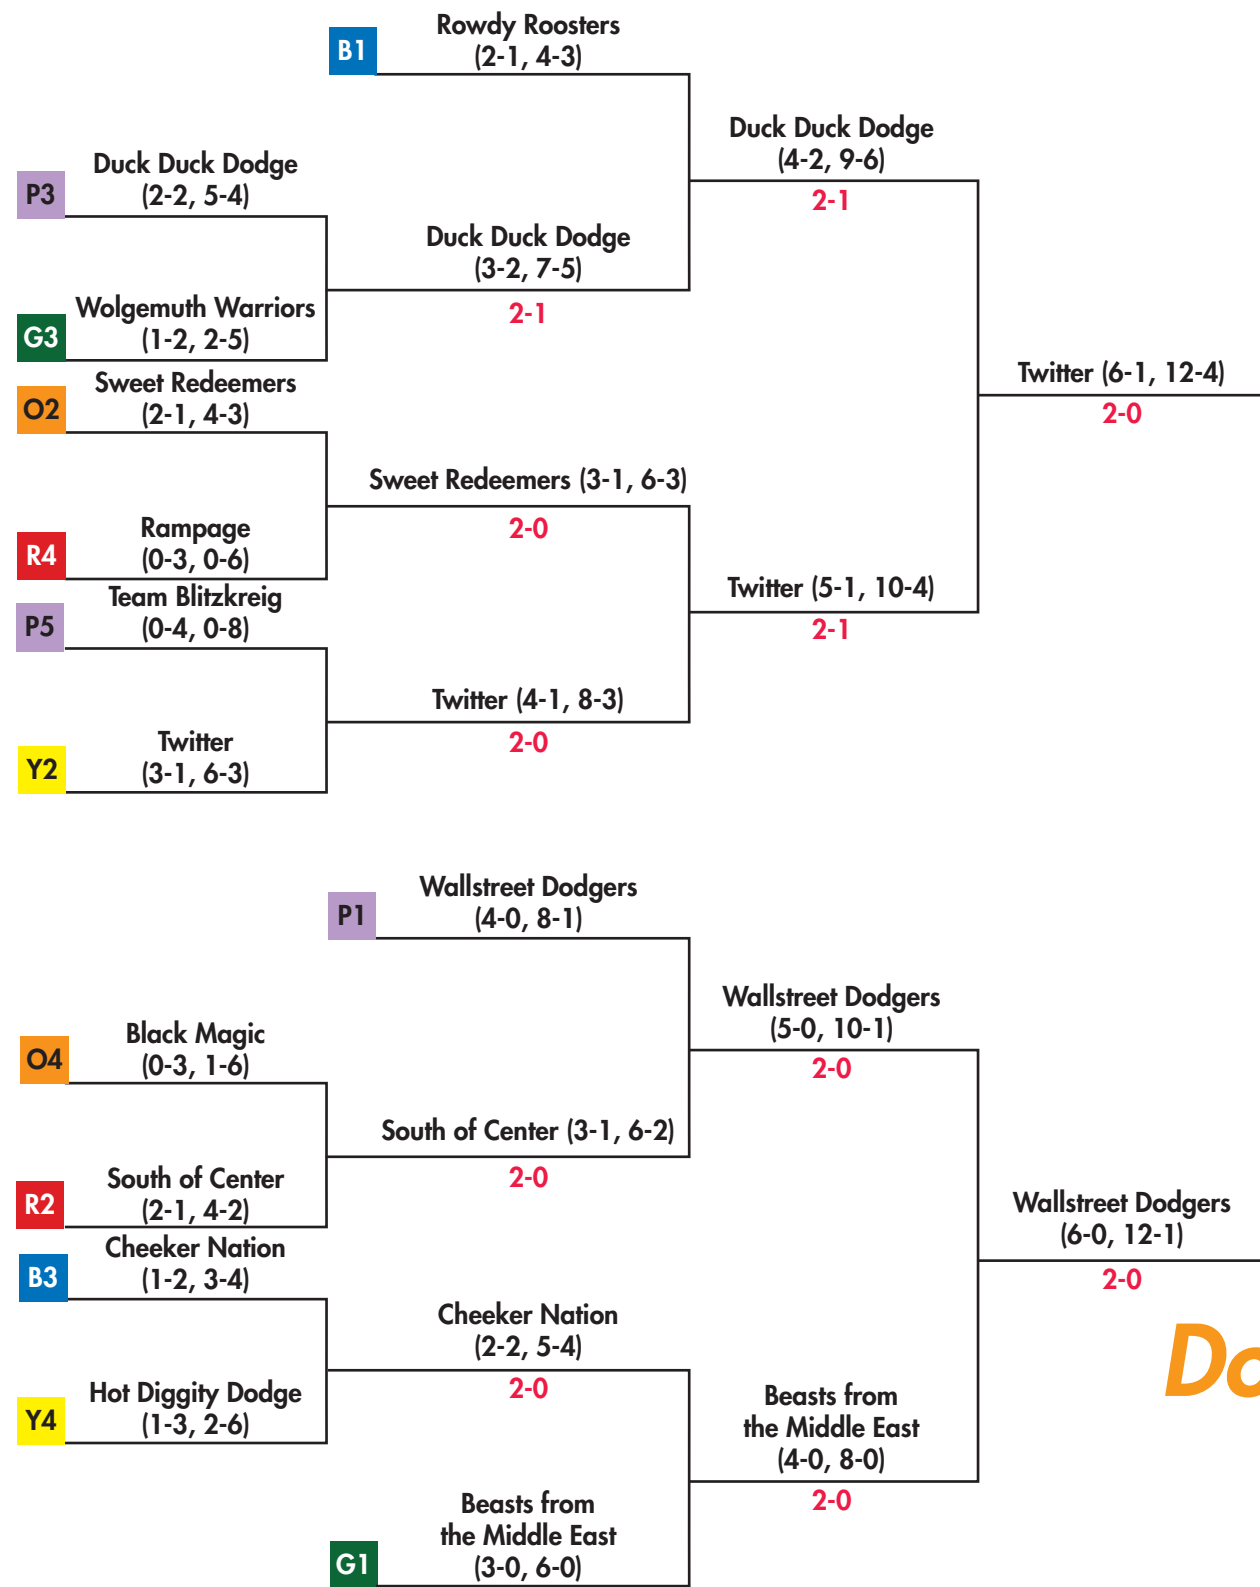 B1
Rowdy Roosters
(2-1, 4-3)
P3
Duck Duck Dodge
(2-2, 5-4)
Duck Duck Dodge
(4-2, 9-6)
2-1
Duck Duck Dodge
(3-2, 7-5)
2-1
G3
Wolgemuth Warriors
(1-2, 2-5)
Twitter (6-1, 12-4)
2-0
O2
Sweet Redeemers
(2-1, 4-3)
Sweet Redeemers (3-1, 6-3)
2-0
R4
Rampage
(0-3, 0-6)
P5
Team Blitzkreig
(0-4, 0-8)
Twitter (5-1, 10-4)
2-1
Twitter (4-1, 8-3)
2-0
Y2
Twitter
(3-1, 6-3)
P1
Wallstreet Dodgers
(4-0, 8-1)
Wallstreet Dodgers
(5-0, 10-1)
2-0
O4
Black Magic
(0-3, 1-6)
South of Center (3-1, 6-2)
2-0
R2
South of Center
(2-1, 4-2)
Wallstreet Dodgers
(6-0, 12-1)
2-0
B3
Cheeker Nation
(1-2, 3-4)
Cheeker Nation
(2-2, 5-4)
2-0
Do
Y4
Hot Diggity Dodge
(1-3, 2-6)
Beasts from
the Middle East
(4-0, 8-0)
2-0
G1
Beasts from
the Middle East
(3-0, 6-0)